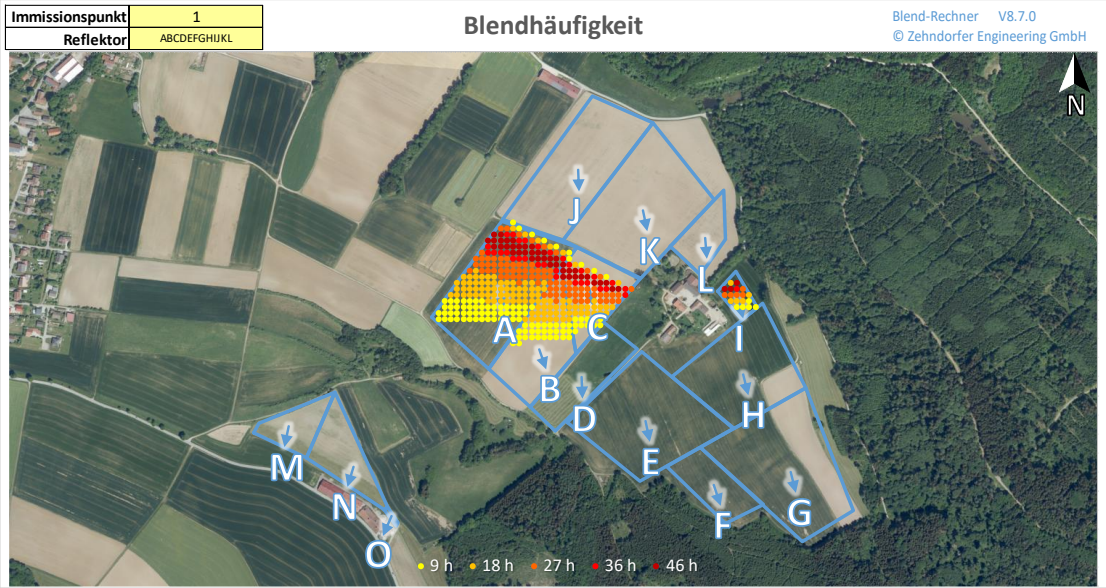 Immissionspunkt 1
Reflektor ABCDEFGHIJKL
Blendhäufigkeit
Blend-Rechner V8.7.0
© Zehndorfer Engineering GmbH
N
J
K
L
A
C
I
B
D
H
E
M
N
G
F
O
9 h 18 h 27 h 36 h 46 h